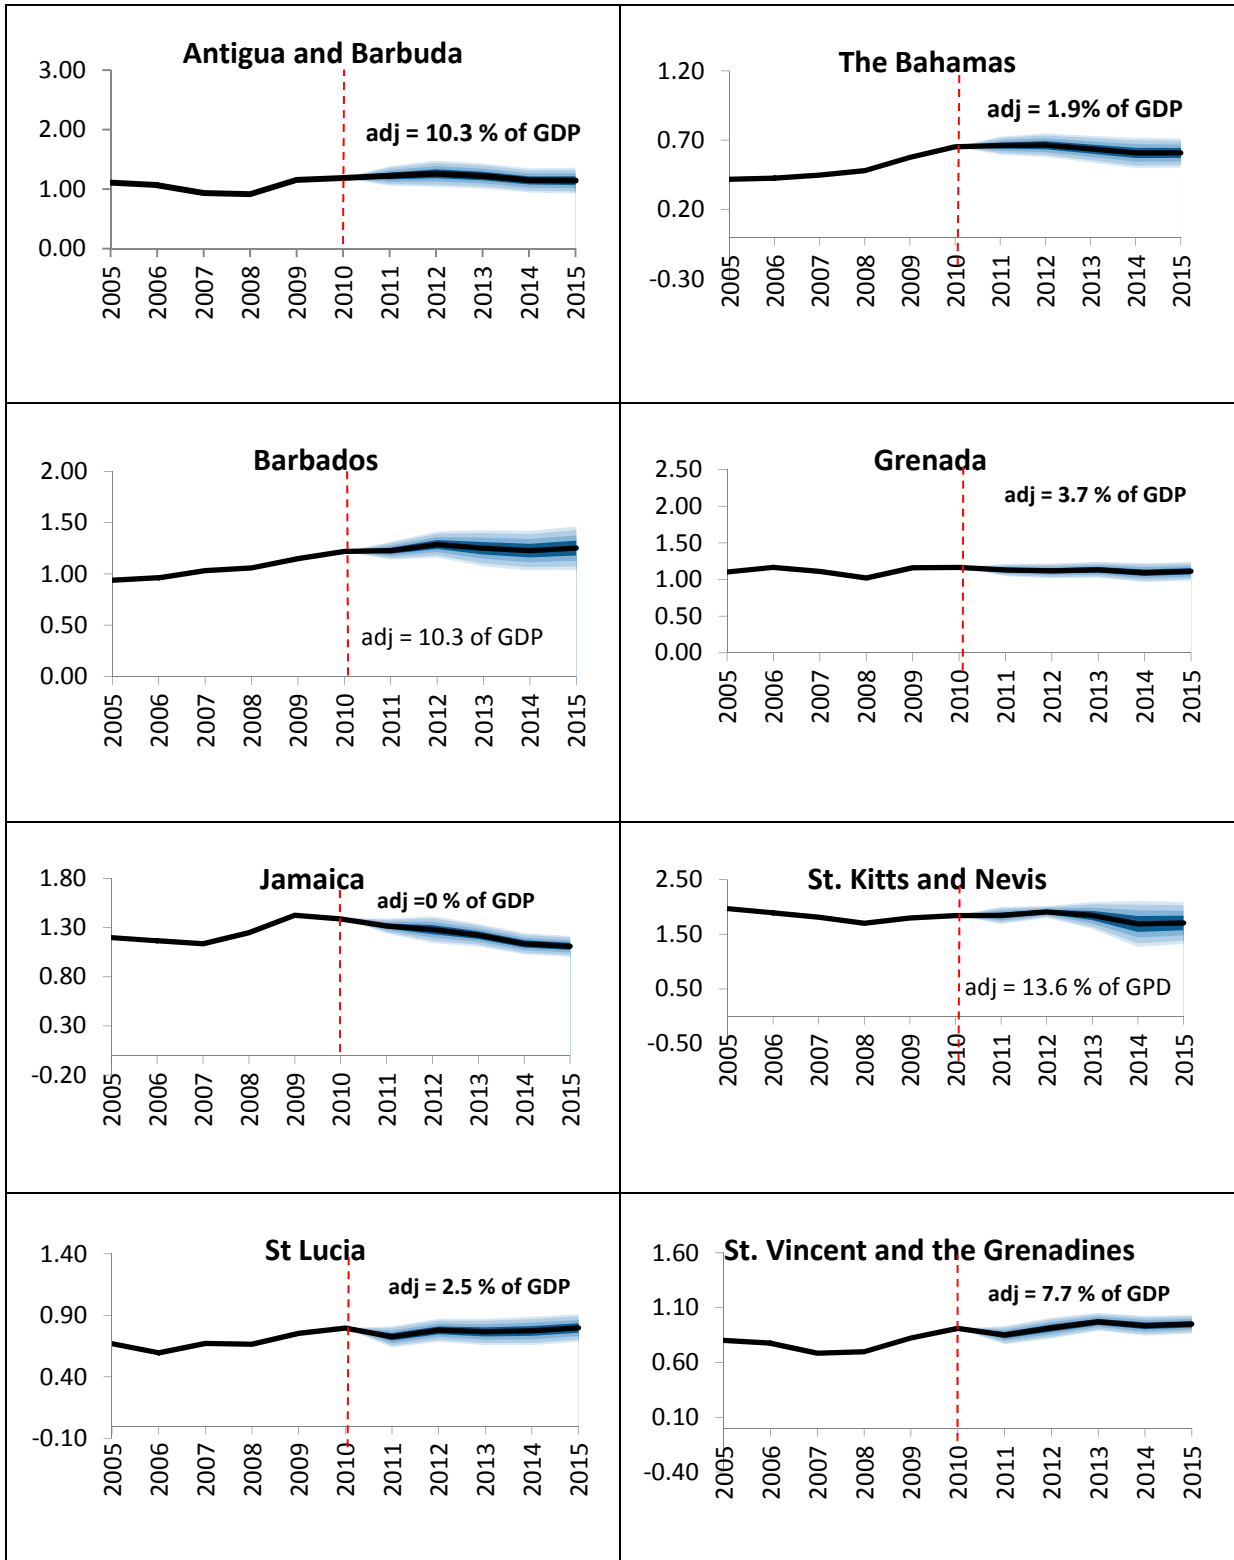 Antigua and Barbuda
3.00
2.00
1.00
0.00
adj = 10.3 % of GDP
2005 2006 2007 2008 2009 2010 2011 2012 2013 2014 2015
The Bahamas
1.20
0.70
0.20
-0.30
adj = 1.9% of GDP
2005 2006 2007 2008 2009 2010 2011 2012 2013 2014 2015
Barbados
2.00
1.50
1.00
0.50
0.00
adj = 10.3 of GDP
2005 2006 2007 2008 2009 2010 2011 2012 2013 2014 2015
Grenada
2.50
2.00
1.50
1.00
0.50
0.00
adj = 3.7 % of GDP
2005 2006 2007 2008 2009 2010 2011 2012 2013 2014 2015
Jamaica
1.80
1.30
0.80
0.30
-0.20
adj =0 % of GDP
2005 2006 2007 2008 2009 2010 2011 2012 2013 2014 2015
St. Kitts and Nevis
2.50
1.50
0.50
-0.50
adj = 13.6 % of GPD
2005 2006 2007 2008 2009 2010 2011 2012 2013 2014 2015
St Lucia
1.40
0.90
0.40
-0.10
adj = 2.5 % of GDP
2005 2006 2007 2008 2009 2010 2011 2012 2013 2014 2015
St. Vincent and the Grenadines
1.60
1.10
0.60
0.10
-0.40
adj = 7.7 % of GDP
2005 2006 2007 2008 2009 2010 2011 2012 2013 2014 2015